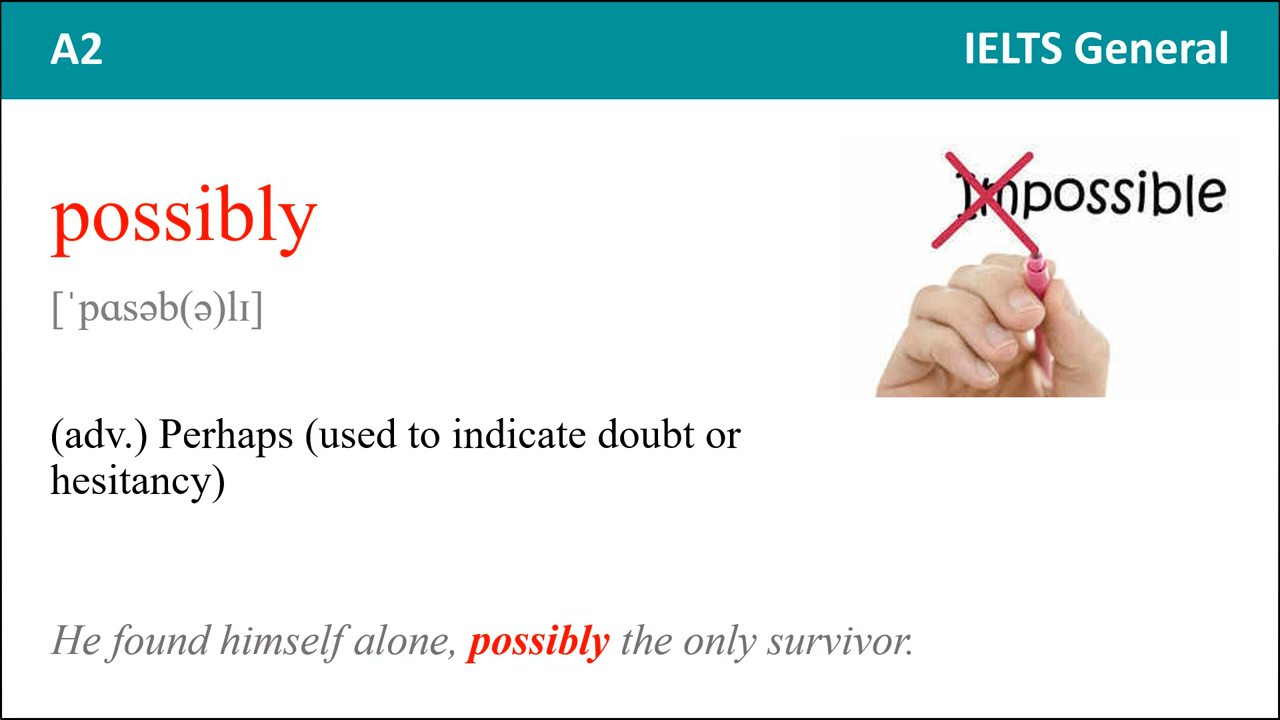 A2
IELTS General
Impossible
possibly
[ˈpɑsəb(ə)lɪ]
(adv.) Perhaps (used to indicate doubt or
hesitancy)
He found himself alone, possibly the only survivor.